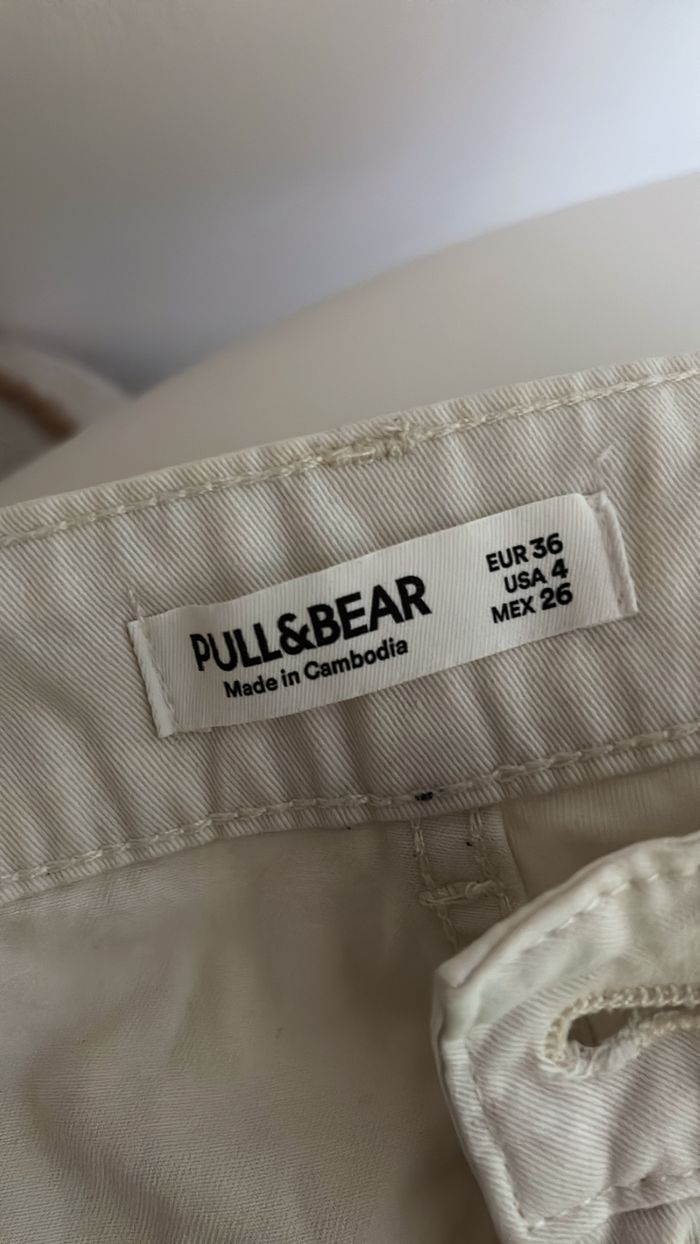 PULL&BEAR
Made in Cambodia
EUR 36
USA 4
MEX 26